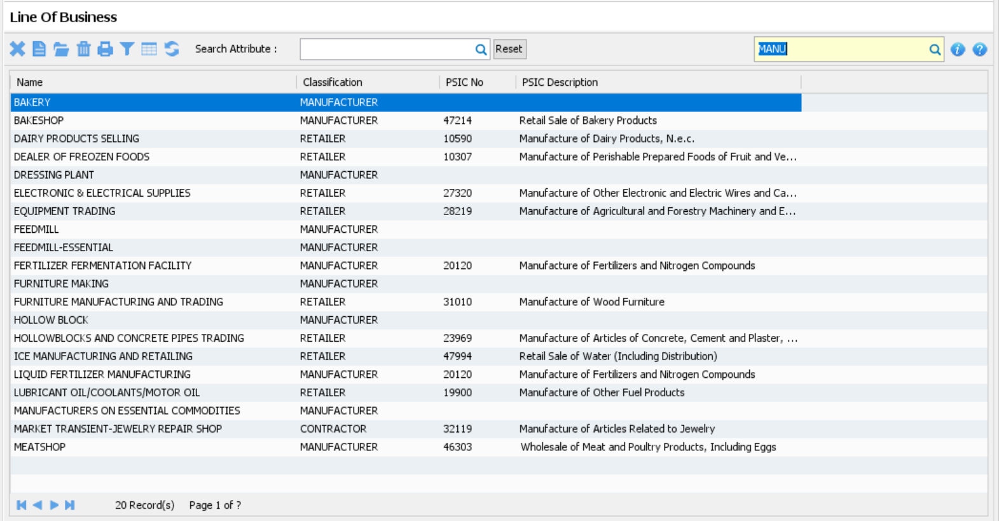 Line Of Business
Search Attribute : Reset MANU
Name Classification PSIC No PSIC Description
BAKERY MANUFACTURER
BAKESHOP MANUFACTURER 47214 Retail Sale of Bakery Products
DAIRY PRODUCTS SELLING RETAILER 10590 Manufacture of Dairy Products, N.e.c.
DEALER OF FREOZEN FOODS RETAILER 10307 Manufacture of Perishable Prepared Foods of Fruit and Ve...
DRESSING PLANT MANUFACTURER
ELECTRONIC & ELECTRICAL SUPPLIES RETAILER 27320 Manufacture of Other Electronic and Electric Wires and Ca...
EQUIPMENT TRADING RETAILER 28219 Manufacture of Agricultural and Forestry Machinery and E...
FEEDMILL MANUFACTURER
FEEDMILL-ESSENTIAL MANUFACTURER
FERTILIZER FERMENTATION FACILITY MANUFACTURER 20120 Manufacture of Fertilizers and Nitrogen Compounds
FURNITURE MAKING MANUFACTURER
FURNITURE MANUFACTURING AND TRADING RETAILER 31010 Manufacture of Wood Furniture
HOLLOW BLOCK MANUFACTURER
HOLLOWBLOCKS AND CONCRETE PIPES TRADING RETAILER 23969 Manufacture of Articles of Concrete, Cement and Plaster, ...
ICE MANUFACTURING AND RETAILING RETAILER 47994 Retail Sale of Water (Including Distribution)
LIQUID FERTILIZER MANUFACTURING MANUFACTURER 20120 Manufacture of Fertilizers and Nitrogen Compounds
LUBRICANT OIL/COOLANTS/MOTOR OIL RETAILER 19900 Manufacture of Other Fuel Products
MANUFACTURERS ON ESSENTIAL COMMODITIES MANUFACTURER
MARKET TRANSIENT-JEWELRY REPAIR SHOP CONTRACTOR 32119 Manufacture of Articles Related to Jewelry
MEATSHOP MANUFACTURER 46303 Wholesale of Meat and Poultry Products, Including Eggs
20 Record(s) Page 1 of ?